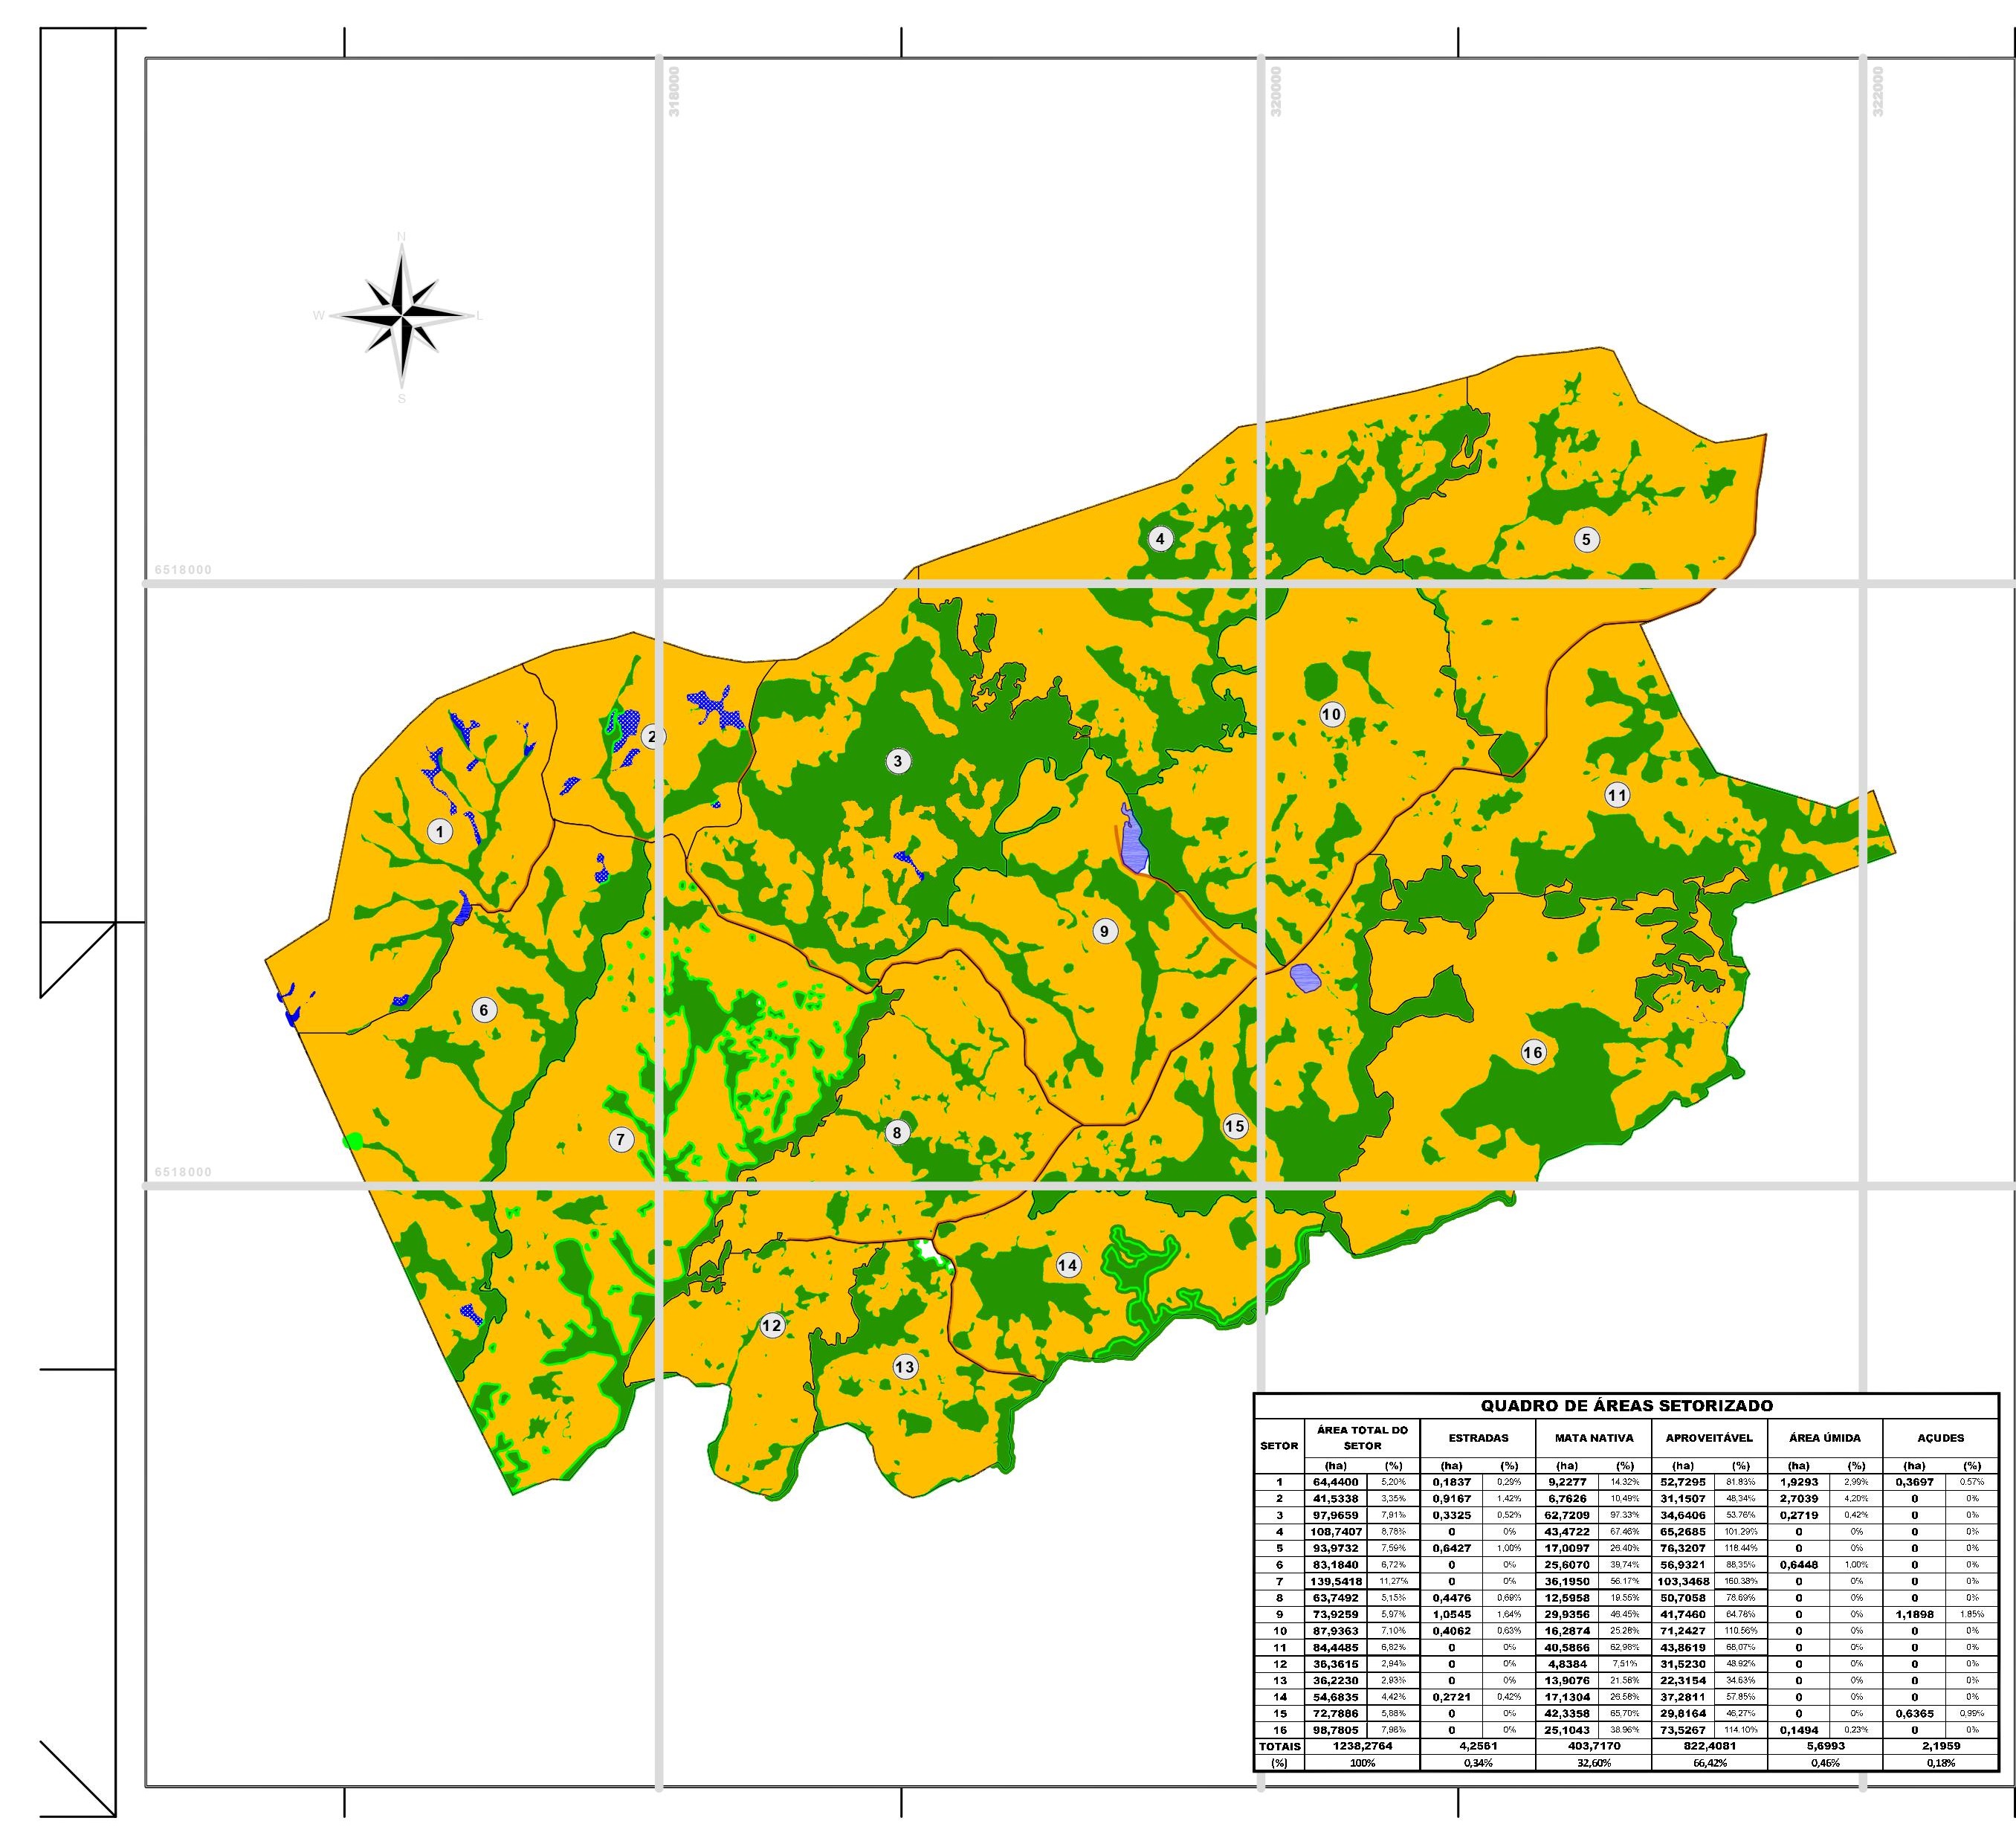 318000
320000
322000
N
W
L
S
4
5
6518000
2
10
3
11
1
9
6
16
15
8
7
6518000
14
12
13
QUADRO DE ÁREAS SETORIZADO
SETOR ÁREA TOTAL DO SETOR ESTRADAS MATA NATIVA APROVEITÁVEL ÁREA ÚMIDA AÇUDES
(ha) (%) (ha) (%) (ha) (%) (ha) (%) (ha) (%) (ha) (%)
1 64,4400 5,20% 0,1837 0,29% 9,2277 14.32% 52,7295 81.83% 1,9293 2,99% 0,3697 0.57%
2 41,5338 3,35% 0,9167 1,42% 6,7626 10,49% 31,1507 48,34% 2,7039 4,20% 0 0%
3 97,9659 7,91% 0,3325 0,52% 62,7209 97.33% 34,6406 53.76% 0,2719 0,42% 0 0%
4 108,7407 8,78% 0 0% 43,4722 67.46% 65,2685 101.29% 0 0% 0 0%
5 93,9732 7,59% 0,6427 1,00% 17,0097 26.40% 76,3207 118.44% 0 0% 0 0%
6 83,1840 6,72% 0 0% 25,6070 39,74% 56,9321 88,35% 0,6448 1,00% 0 0%
7 139,5418 11,27% 0 0% 36,1950 56.17% 103,3468 160.38% 0 0% 0 0%
8 63,7492 5,15% 0,4476 0,69% 12,5958 19.55% 50,7058 78.69% 0 0% 0 0%
9 73,9259 5,97% 1,0545 1,64% 29,9356 46.45% 41,7460 64.78% 0 0% 1,1898 1.85%
10 87,9363 7,10% 0,4062 0,63% 16,2874 25.28% 71,2427 110.56% 0 0% 0 0%
11 84,4485 6,82% 0 0% 40,5866 62,98% 43,8619 68,07% 0 0% 0 0%
12 36,3615 2,94% 0 0% 4,8384 7,51% 31,5230 48.92% 0 0% 0 0%
13 36,2230 2,93% 0 0% 13,9076 21.58% 22,3154 34.63% 0 0% 0 0%
14 54,6835 4,42% 0,2721 0,42% 17,1304 26.58% 37,2811 57.85% 0 0% 0 0%
15 72,7886 5,88% 0 0% 42,3358 65,70% 29,8164 46,27% 0 0% 0,6365 0,99%
16 98,7805 7,98% 0 0% 25,1043 38.96% 73,5267 114.10% 0,1494 0,23% 0 0%
TOTAIS 1238,2764 4,2561 403,7170 822,4081 5,6993 2,1959
(%) 100% 0,34% 32,60% 66,42% 0,46% 0,18%